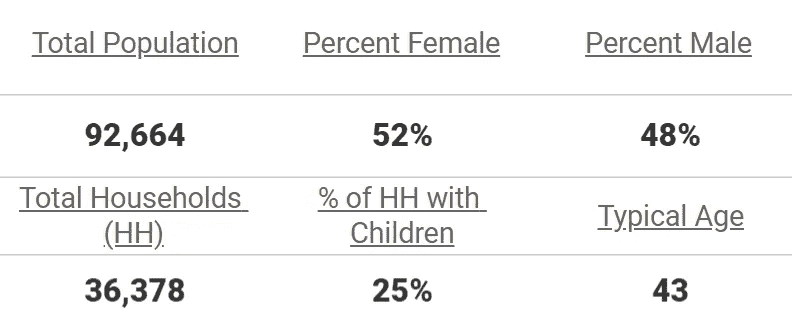 Total Population Percent Female Percent Male
92,664 52% 48%
Total Households % of HH with Typical Age
(HH) Children
36,378 25% 43